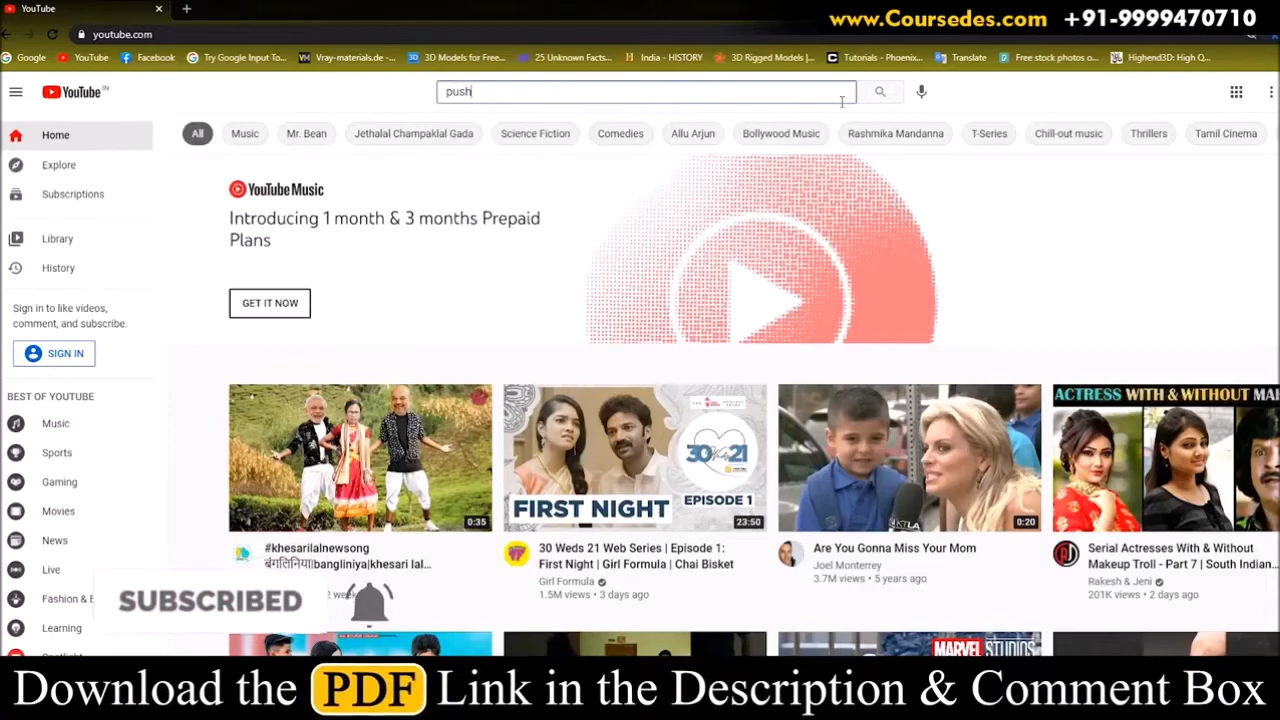 YouTube
www.Coursedes.com +91-9999470710
youtube.com
Google YouTube Facebook Try Google Input To... Vray-materials.de -... 3D Models for Free... 25 Unknown Facts... India - HISTORY 3D Rigged Models |... Tutorials - Phoenix... Translate Free stock photos o... Highend3D: High Q...
YouTube IN
push
All Music Mr. Bean Jethalal Champaklal Gada Science Fiction Comedies Allu Arjun Bollywood Music Rashmika Mandanna T-Series Chill-out music Thrillers Tamil Cinema
Home
Explore
Subscriptions
Library
History
Sign in to like videos,
comment, and subscribe.
SIGN IN
BEST OF YOUTUBE
Music
Sports
Gaming
Movies
News
Live
Fashion & B
Learning
YouTube Music
Introducing 1 month & 3 months Prepaid
Plans
GET IT NOW
0:35
#khesarilalnewsong
बंगतिनिया|bangliniya|khesari lal...
FIRST NIGHT
EPISODE 1
23:50
30 Weds 21 Web Series | Episode 1:
First Night | Girl Formula | Chai Bisket
Girl Formula
1.5M views • 3 days ago
KTLA
0:20
Are You Gonna Miss Your Mom
Joel Monterrey
3.7M views • 5 years ago
ACTRESS WITH & WITHOUT MA
Serial Actresses With & Without
Makeup Troll - Part 7 | South Indian...
Rakesh & Jeni
201K views • 2 days ago
SUBSCRIBED
MARVEL STUDIOS
Download the PDF Link in the Description & Comment Box